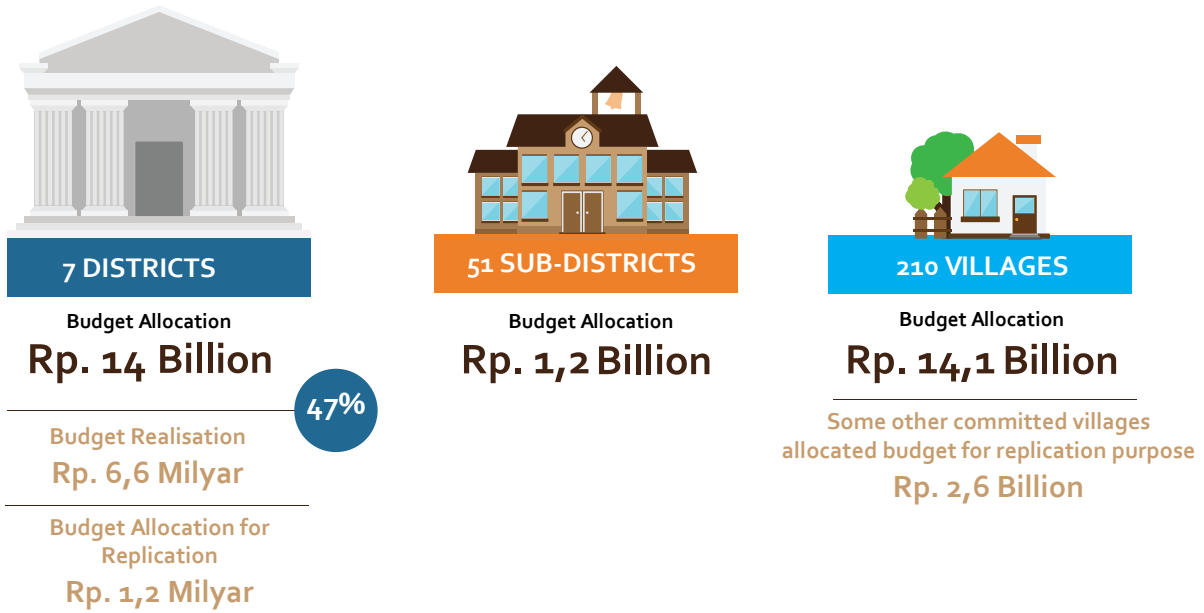 7 DISTRICTS
Budget Allocation
Rp. 14 Billion
47%
Budget Realisation
Rp. 6,6 Milyar
Budget Allocation for
Replication
Rp. 1,2 Milyar
51 SUB-DISTRICTS
Budget Allocation
Rp. 1,2 Billion
210 VILLAGES
Budget Allocation
Rp. 14,1 Billion
Some other committed villages
allocated budget for replication purpose
Rp. 2,6 Billion